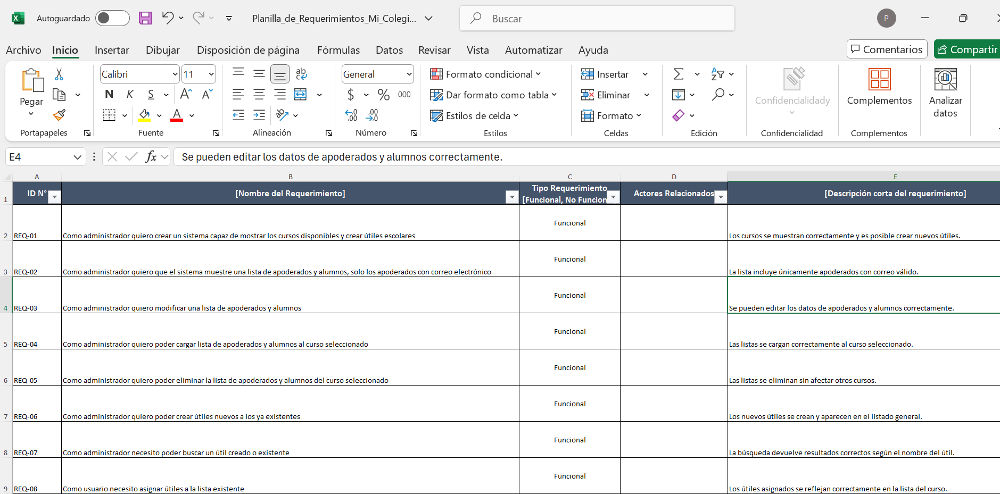 Autoguardado
Planilla_de_Requerimientos_Mi_Colegi...
Buscar
P
Archivo Inicio Insertar Dibujar Disposición de página Fórmulas Datos Revisar Vista Automatizar Ayuda
Comentarios Compartir
Pegar
Portapapeles
Calibri 11
N K S A A
A
Fuente
ab
Alineación
General
$ % 000
Número
Formato condicional
Dar formato como tabla
Estilos de celda
Estilos
Insertar
Eliminar
Formato
Celdas
Edición
Confidencialidady
Confidencialidad
Complementos
Complementos
Analizar
datos
E4
fx
Se pueden editar los datos de apoderados y alumnos correctamente.
A B C D E
1 ID N° [Nombre del Requerimiento] Tipo Requerimiento [Funcional, No Funcion Actores Relacionados [Descripción corta del requerimiento]
2 REQ-01 Como administrador quiero crear un sistema capaz de mostrar los cursos disponibles y crear útiles escolares Funcional Los cursos se muestran correctamente y es posible crear nuevos útiles.
3 REQ-02 Como administrador quiero que el sistema muestre una lista de apoderados y alumnos, solo los apoderados con correo electrónico Funcional La lista incluye únicamente apoderados con correo válido.
4 REQ-03 Como administrador quiero modificar una lista de apoderados y alumnos Funcional Se pueden editar los datos de apoderados y alumnos correctamente.
5 REQ-04 Como administrador quiero poder cargar lista de apoderados y alumnos al curso seleccionado Funcional Las listas se cargan correctamente al curso seleccionado.
6 REQ-05 Como administrador quiero poder eliminar la lista de apoderados y alumnos del curso seleccionado Funcional Las listas se eliminan sin afectar otros cursos.
7 REQ-06 Como administrador quiero poder crear útiles nuevos a los ya existentes Funcional Los nuevos útiles se crean y aparecen en el listado general.
8 REQ-07 Como administrador necesito poder buscar un útil creado o existente Funcional La búsqueda devuelve resultados correctos según el nombre del útil.
9 REQ-08 Como usuario necesito asignar útiles a la lista existente Funcional Los útiles asignados se reflejan correctamente en la lista del curso.